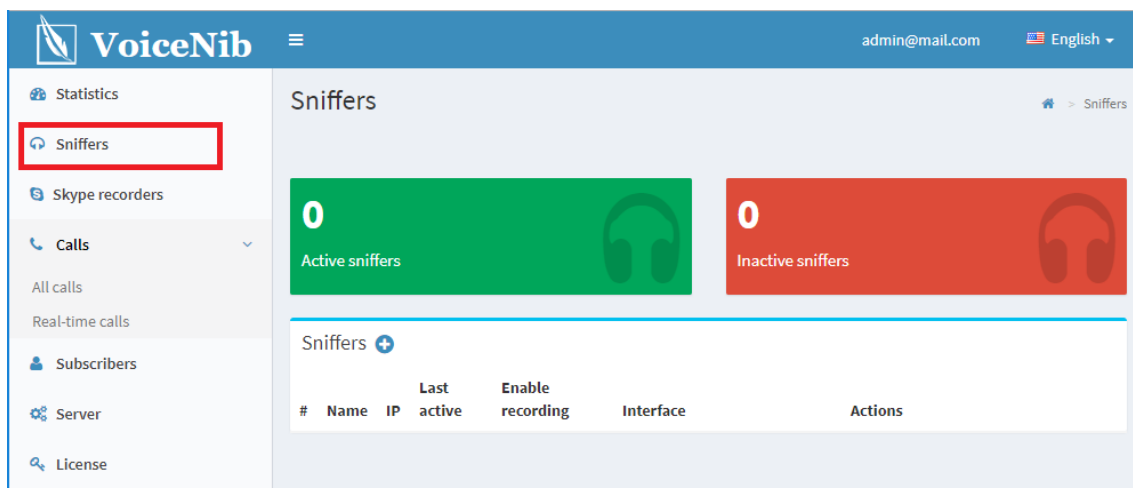 VoiceNib
admin@mail.com
English
Statistics
Sniffers
Skype recorders
Calls
All calls
Real-time calls
Subscribers
Server
License
Sniffers
> Sniffers
0
Active sniffers
0
Inactive sniffers
Sniffers
# Name IP Last active Enable recording Interface Actions